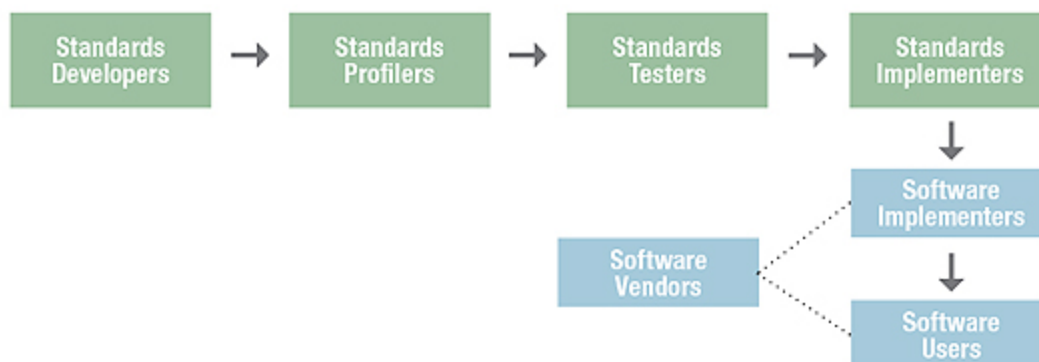 Standards
Developers
Standards
Profilers
Standards
Testers
Standards
Implementers
Software
Implementers
Software
Vendors
Software
Users